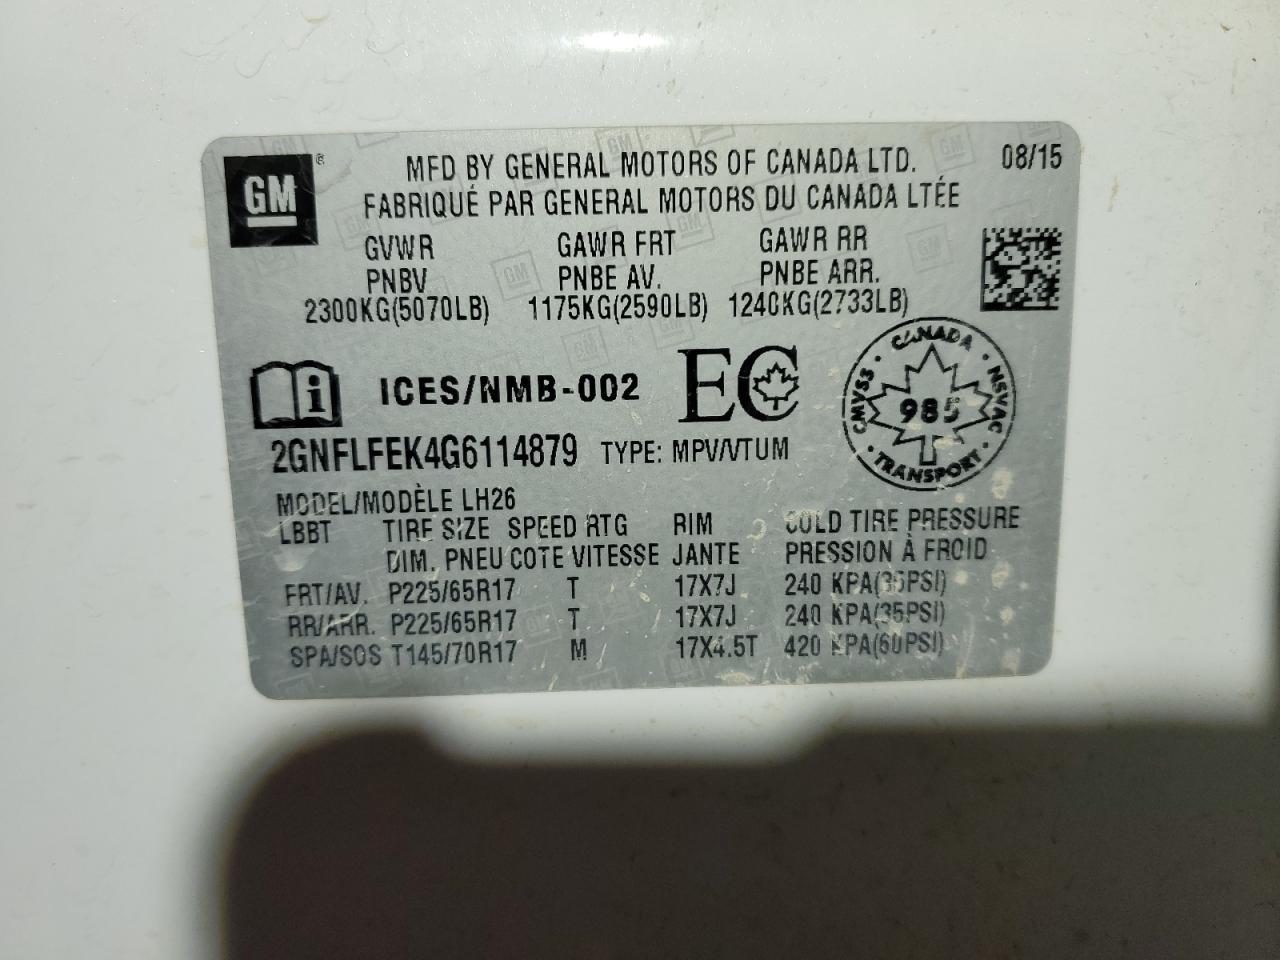 GM ®
MFD BY GENERAL MOTORS OF CANADA LTD. 08/15
FABRIQUÉ PAR GENERAL MOTORS DU CANADA LTÉE
GVWR GAWR FRT GAWR RR
PNBV PNBE AV. PNBE ARR.
2300KG(5070LB) 1175KG(2590LB) 1240KG(2733LB)
i ICES/NMB-002 EC
CANADA
CMVSS 985 NSVAC
TRANSPORT
2GNFLFEK4G6114879 TYPE: MPV/VTUM
MODEL/MODÈLE LH26
LBBT TIRE SIZE SPEED RTG RIM COLD TIRE PRESSURE
DIM. PNEU COTE VITESSE JANTE PRESSION À FROID
FRT/AV. P225/65R17 T 17X7J 240 KPA(35PSI)
RR/ARR. P225/65R17 T 17X7J 240 KPA(35PSI)
SPA/SOS T145/70R17 M 17X4.5T 420 KPA(60PSI)